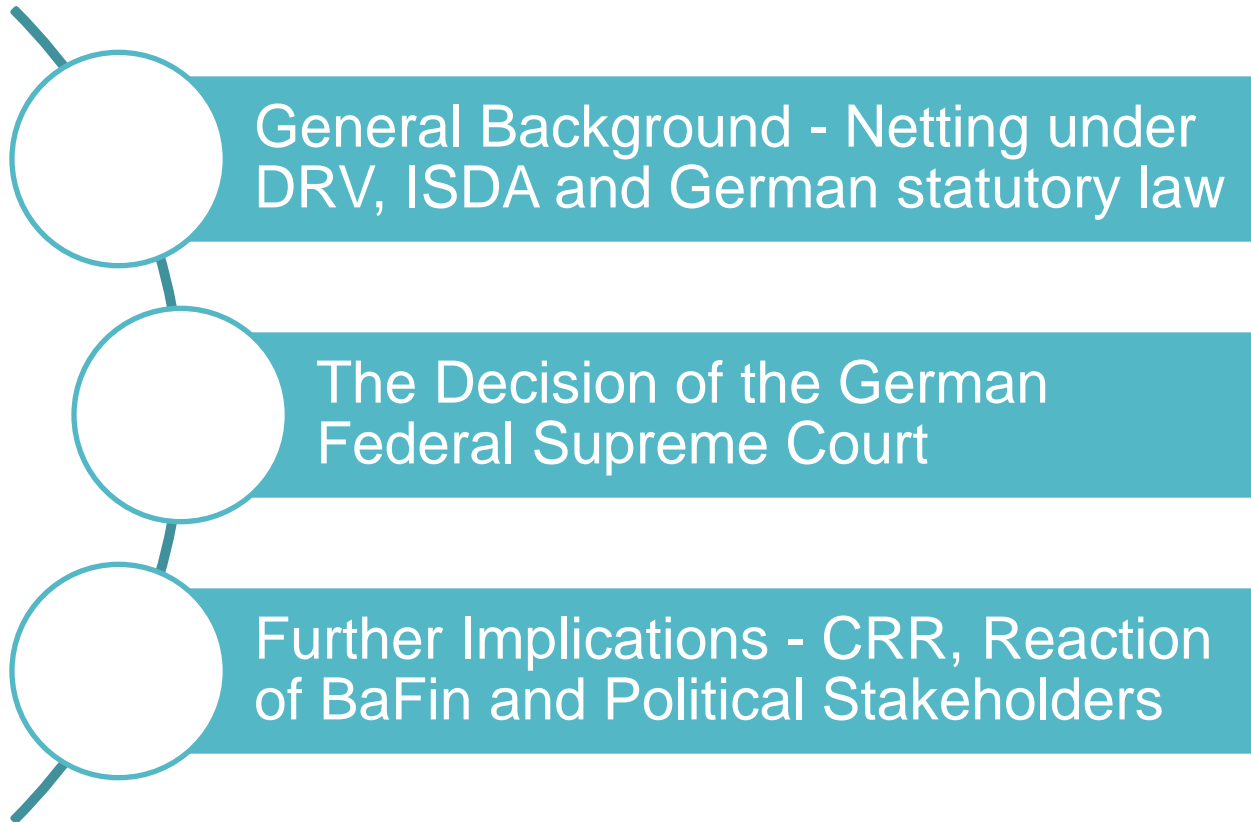 General Background - Netting under
DRV, ISDA and German statutory law
The Decision of the German
Federal Supreme Court
Further Implications - CRR, Reaction
of BaFin and Political Stakeholders